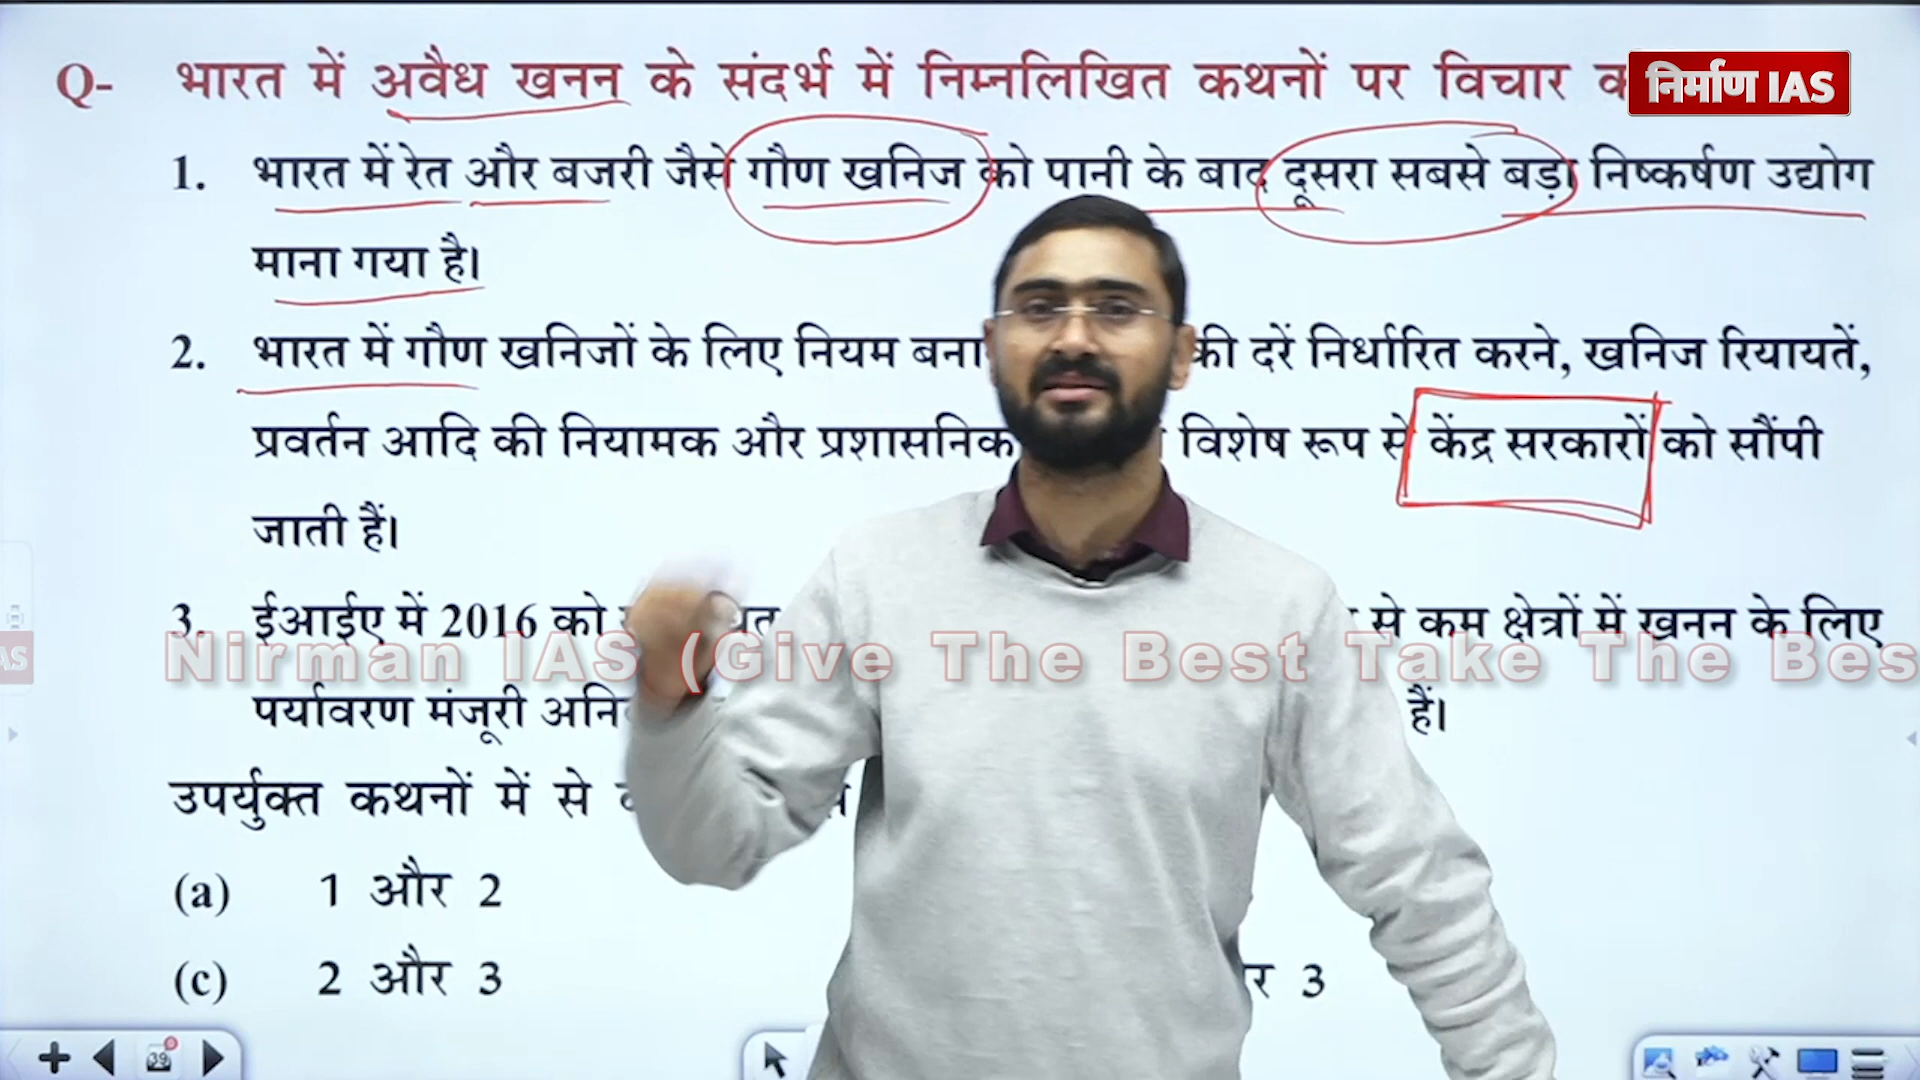 Q- भारत में अवैध खनन के संदर्भ में निम्नलिखित कथनों पर विचार
निर्माण IAS
1. भारत में रेत और बजरी जैसे गौण खनिज को पानी के बाद दूसरा सबसे बड़ा निष्कर्षण उद्योग
माना गया है।
2. भारत में गौण खनिजों के लिए नियम की दरें निर्धारित करने, खनिज रियायतें,
प्रवर्तन आदि की नियामक और प्रशासनिक विशेष रूप से केंद्र सरकारों को सौंपी
जाती हैं।
3. ईआईए में 2016 को से कम क्षेत्रों में खनन के लिए
Nirman IAS (Give The Best Take The Bes
पर्यावरण मंजूरी हैं।
उपर्युक्त कथनों में से
(a) 1 और 2
(c) 2 और 3
3
39